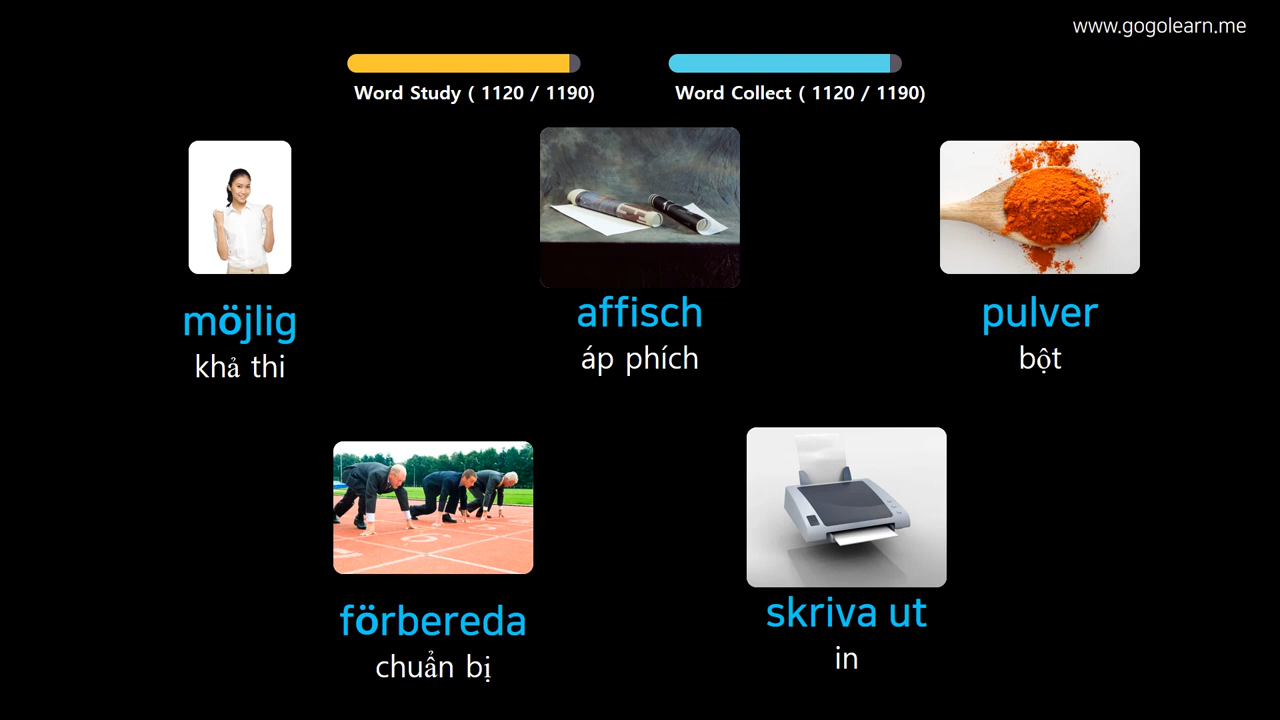 www.gogolearn.me
Word Study ( 1120 / 1190)
Word Collect ( 1120 / 1190)
möjlig
khả thi
affisch
áp phích
pulver
bột
förbereda
chuẩn bị
skriva ut
in